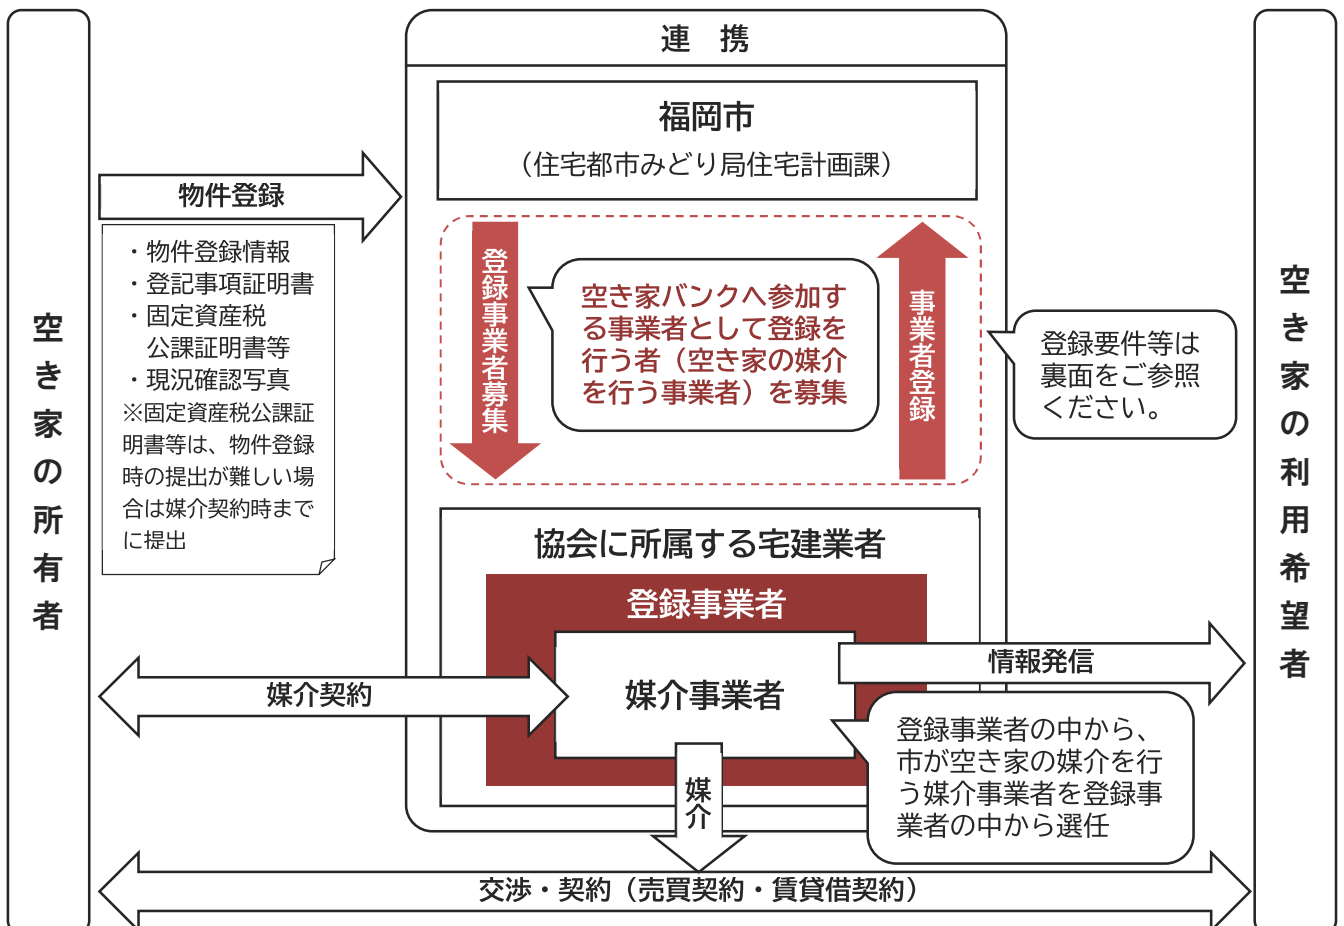 連　携
福岡市
（住宅都市みどり局住宅計画課）
空き家の所有者
物件登録
・物件登録情報
・登記事項証明書
・固定資産税
公課証明書等
・現況確認写真
※固定資産税公課証
明書等は、物件登録
時の提出が難しい場
合は媒介契約時まで
に提出
登録事業者募集
空き家バンクへ参加す
る事業者として登録を
行う者（空き家の媒介
を行う事業者）を募集
事業者登録
登録要件等は
裏面をご参照
ください。
空き家の利用希望者
協会に所属する宅建業者
登録事業者
媒介事業者
媒介契約
情報発信
登録事業者の中から、
市が空き家の媒介を行
う媒介事業者を登録事
業者の中から選任
媒介
交渉・契約（売買契約・賃貸借契約）